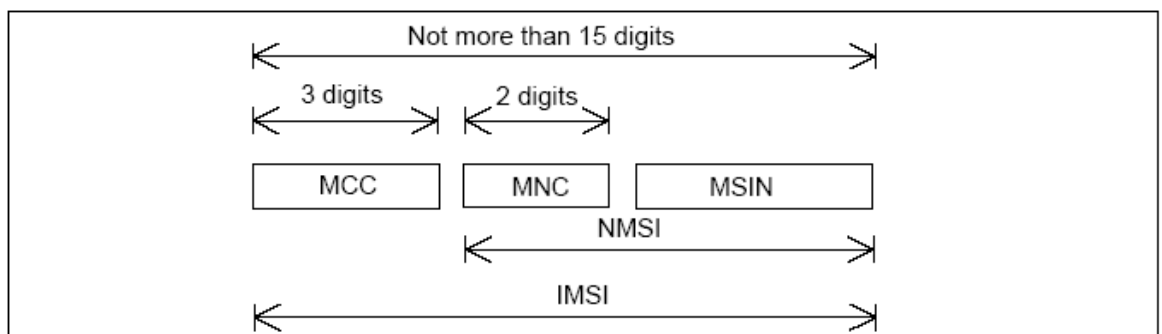 Not more than 15 digits
3 digits 2 digits
MCC MNC MSIN
NMSI
IMSI